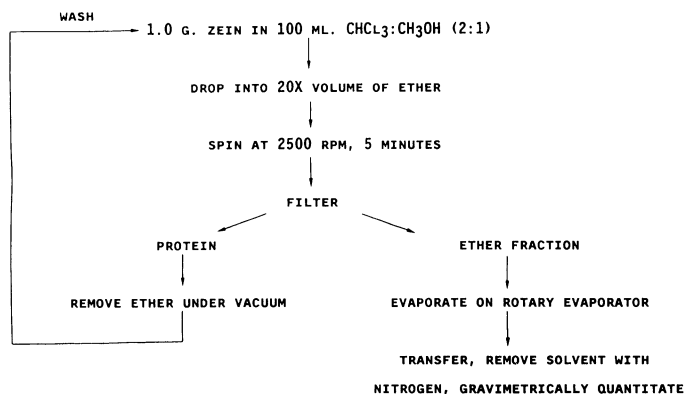 WASH
1.0 G. ZEIN IN 100 ML. CHCL3:CH3OH (2:1)
DROP INTO 20X VOLUME OF ETHER
SPIN AT 2500 RPM, 5 MINUTES
FILTER
PROTEIN
ETHER FRACTION
REMOVE ETHER UNDER VACUUM
EVAPORATE ON ROTARY EVAPORATOR
TRANSFER, REMOVE SOLVENT WITH
NITROGEN, GRAVIMETRICALLY QUANTITATE